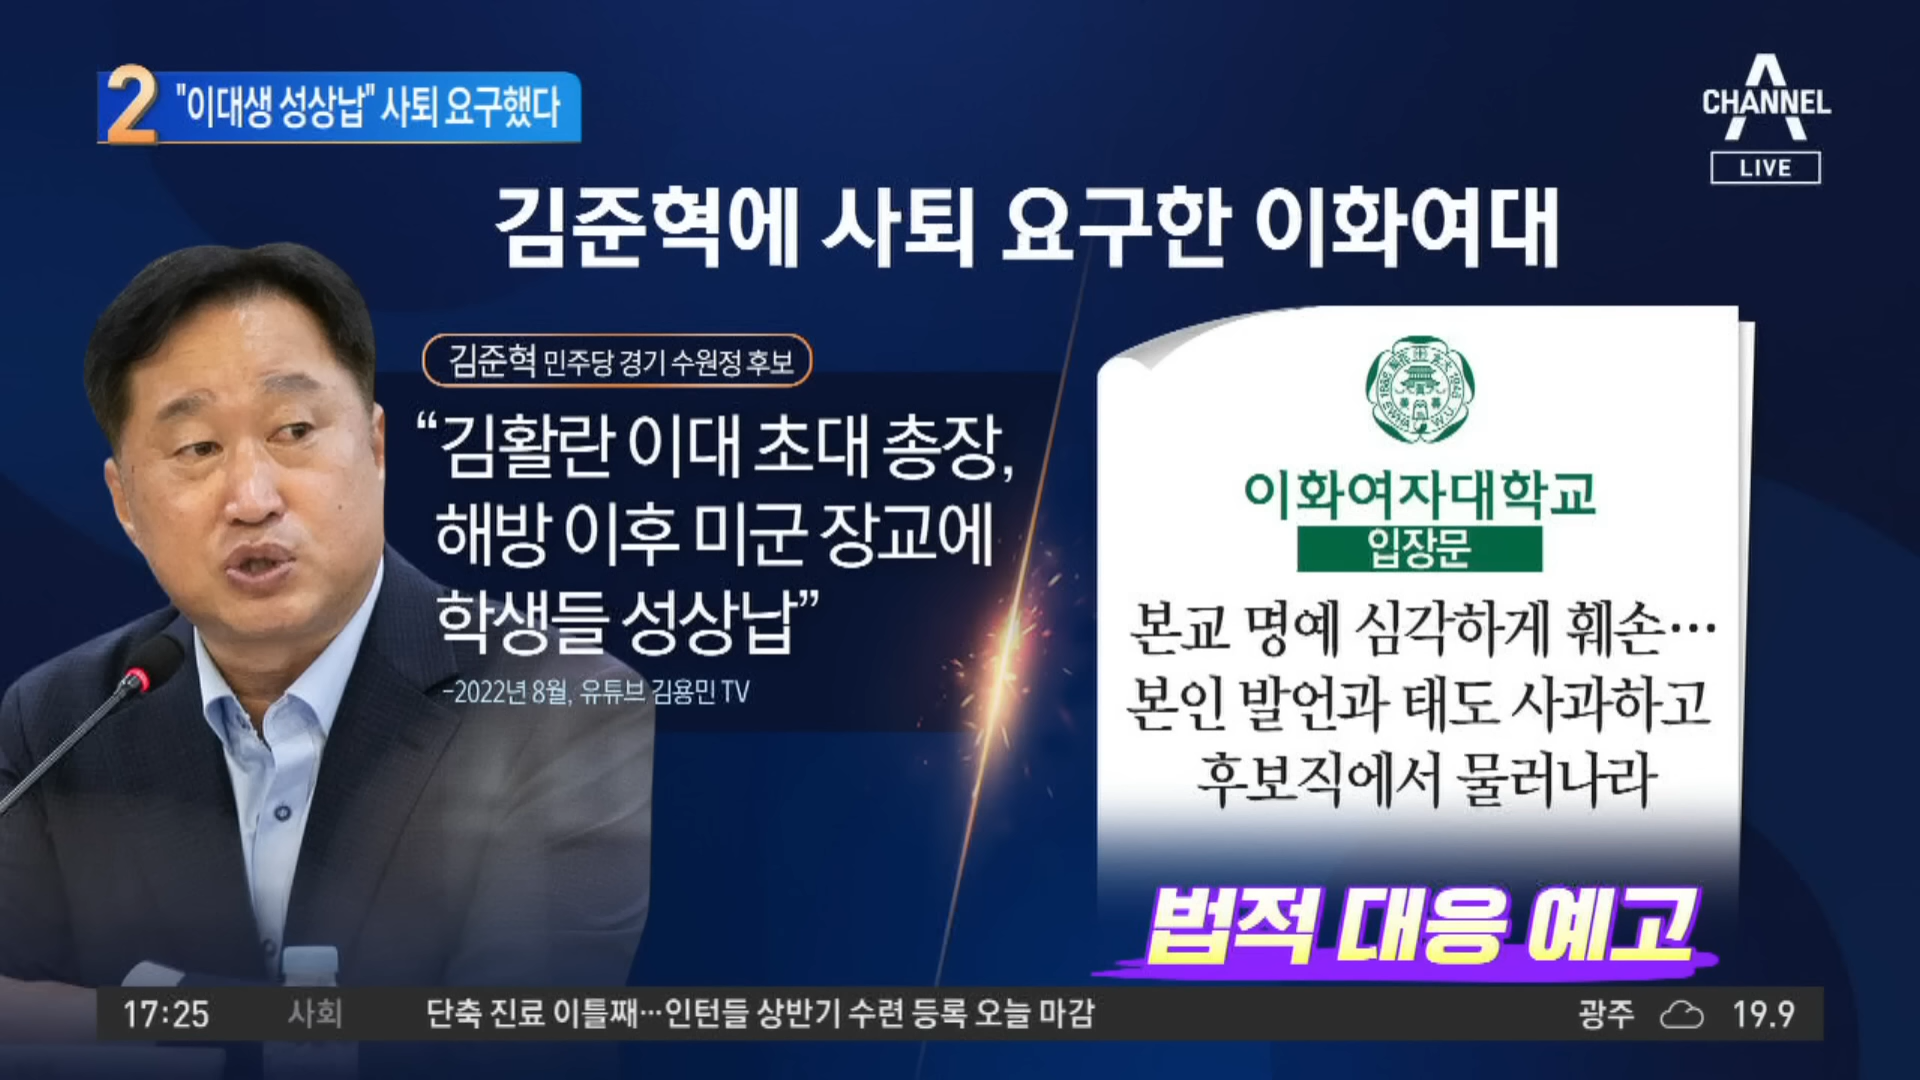 2 "이대생 성상납" 사퇴 요구했다
CHANNEL A
LIVE
김준혁에 사퇴 요구한 이화여대
김준혁 민주당 경기 수원정 후보
“김활란 이대 초대 총장,
해방 이후 미군 장교에
학생들 성상납”
-2022년 8월, 유튜브 김용민 TV
이화여자대학교
입장문
본교 명예 심각하게 훼손…
본인 발언과 태도 사과하고
후보직에서 물러나라
법적 대응 예고
17:25 사회 단축 진료 이틀째…인턴들 상반기 수련 등록 오늘 마감 광주 19.9